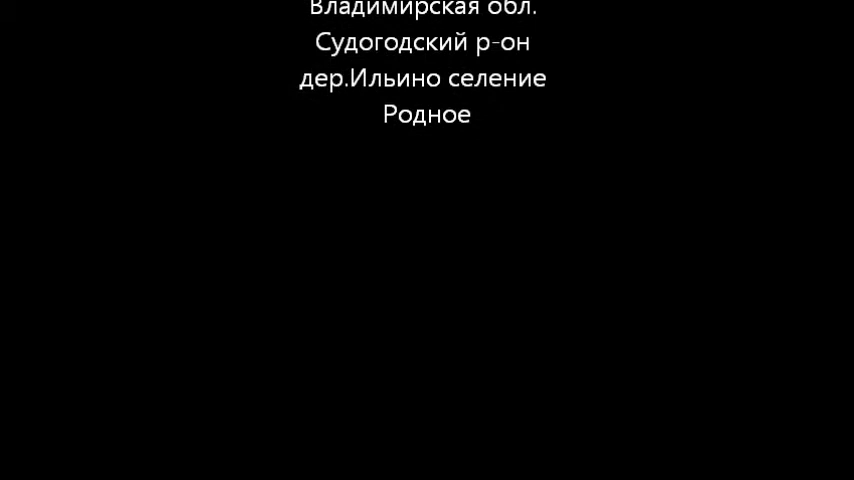 Владимирская обл.
Судогодский р-он
дер.Ильино селение
Родное